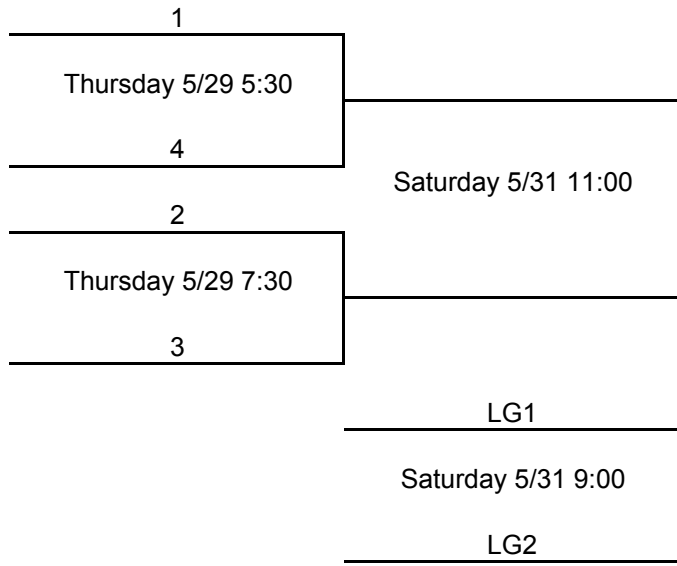 1
Thursday 5/29 5:30
4
Saturday 5/31 11:00
2
Thursday 5/29 7:30
3
LG1
Saturday 5/31 9:00
LG2